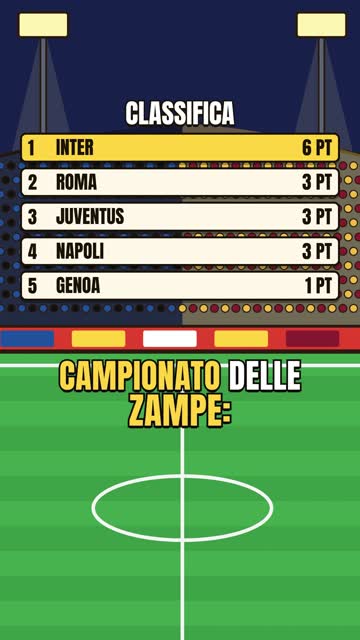 CLASSIFICA
1 INTER 6 PT
2 ROMA 3 PT
3 JUVENTUS 3 PT
4 NAPOLI 3 PT
5 GENOA 1 PT
CAMPIONATO DELLE
ZAMPE: